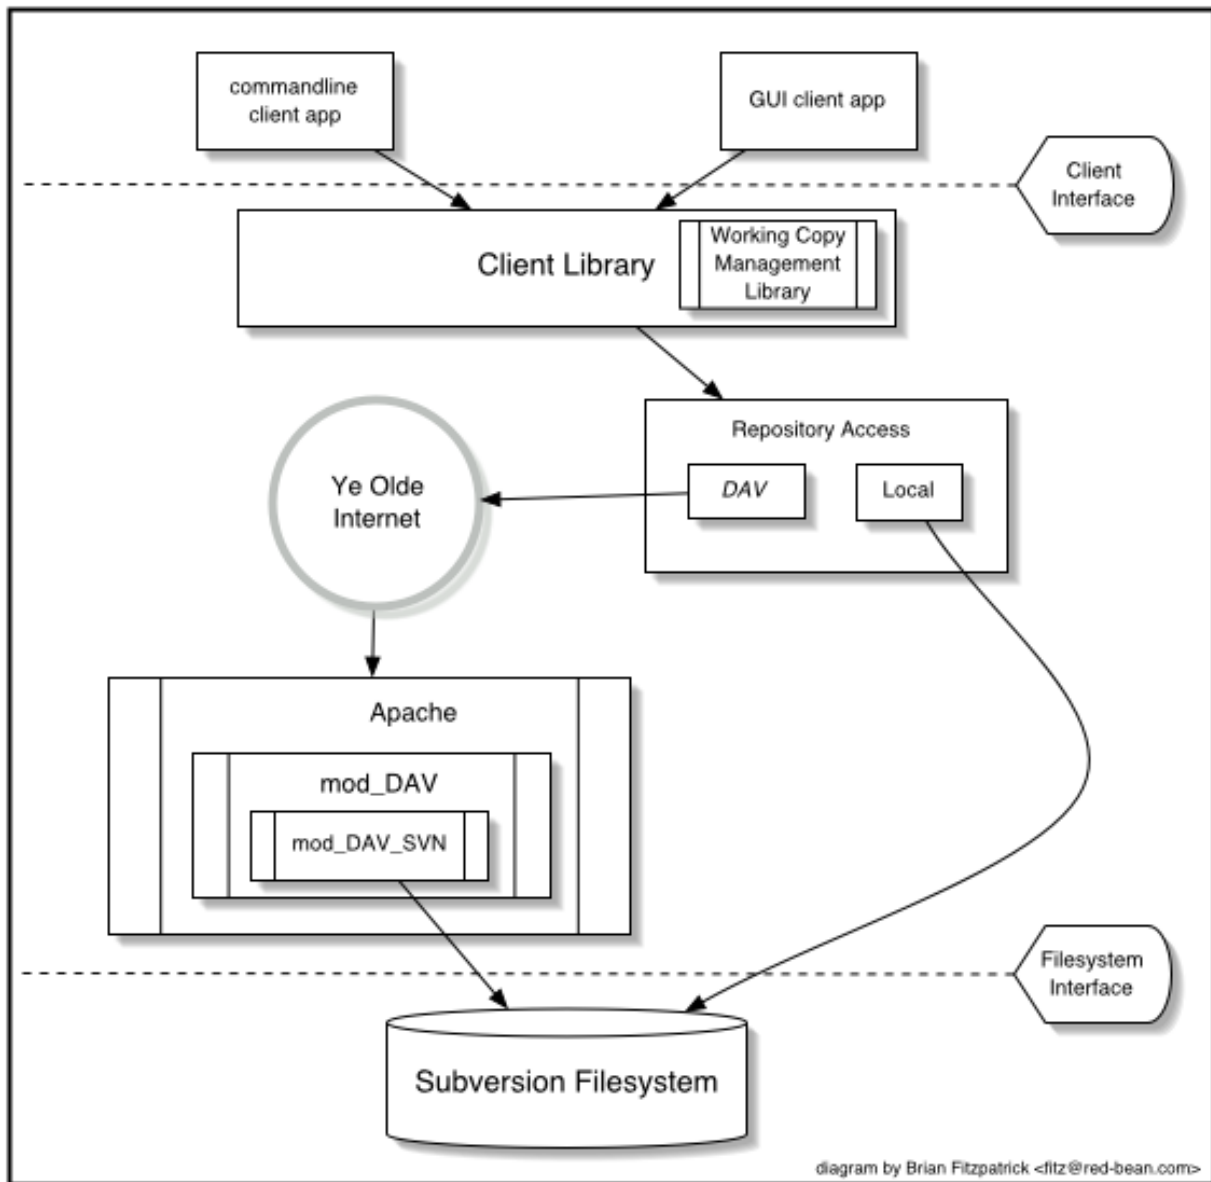 commandline
client app
GUI client app
Client
Interface
Client Library
Working Copy
Management
Library
Repository Access
DAV
Local
Ye Olde
Internet
Apache
mod_DAV
mod_DAV_SVN
Filesystem
Interface
Subversion Filesystem
diagram by Brian Fitzpatrick <fitz@red-bean.com>